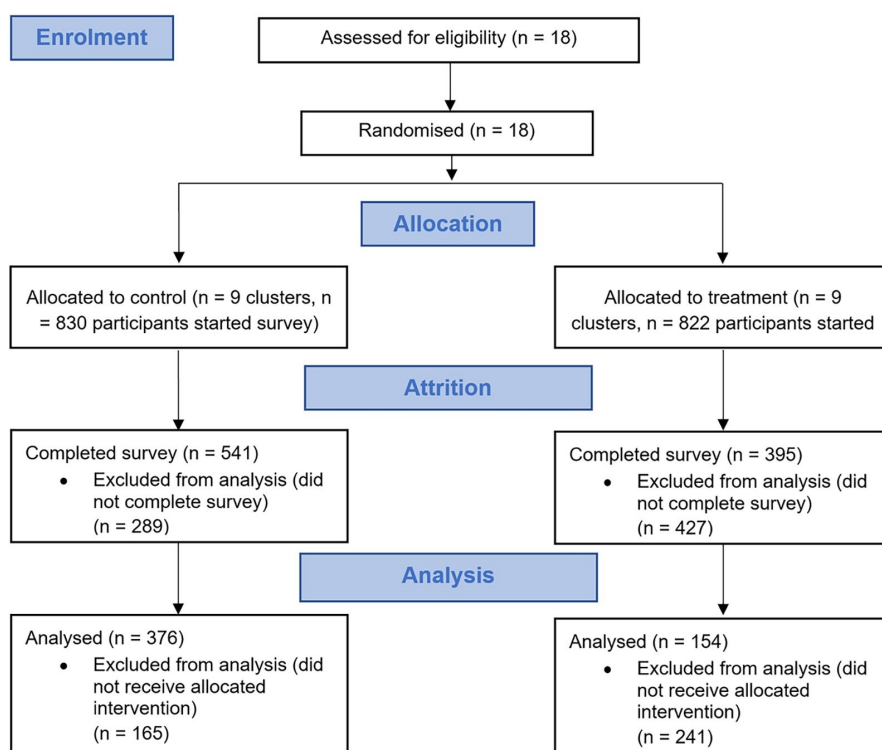 Enrolment
Assessed for eligibility (n = 18)
Randomised (n = 18)
Allocation
Allocated to control (n = 9 clusters, n
= 830 participants started survey)
Allocated to treatment (n = 9
clusters, n = 822 participants started
Attrition
Completed survey (n = 541)
• Excluded from analysis (did
not complete survey)
(n = 289)
Completed survey (n = 395)
• Excluded from analysis (did
not complete survey)
(n = 427)
Analysis
Analysed (n = 376)
• Excluded from analysis (did
not receive allocated
intervention)
(n = 165)
Analysed (n = 154)
• Excluded from analysis (did
not receive allocated
intervention)
(n = 241)